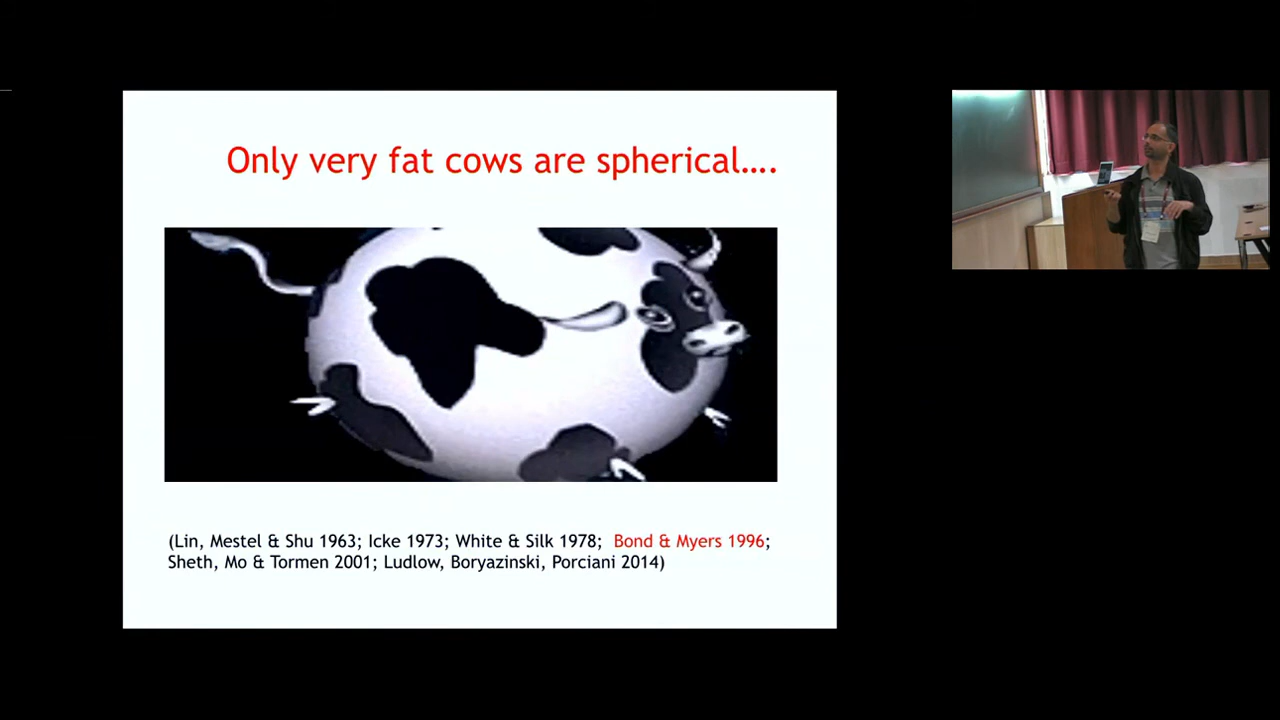 Only very fat cows are spherical....
(Lin, Mestel & Shu 1963; Icke 1973; White & Silk 1978;  Bond & Myers 1996;
Sheth, Mo & Tormen 2001; Ludlow, Boryazinski, Porciani 2014)